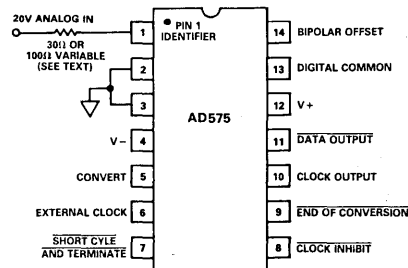 20V ANALOG IN
30Ω OR
100Ω VARIABLE
(SEE TEXT)
PIN 1
IDENTIFIER
AD575
1
2
3
V−
4
CONVERT
5
EXTERNAL CLOCK
6
SHORT CYLE
AND TERMINATE
7
14 BIPOLAR OFFSET
13 DIGITAL COMMON
12 V+
11 DATA OUTPUT
10 CLOCK OUTPUT
9 END OF CONVERSION
8 CLOCK INHIBIT